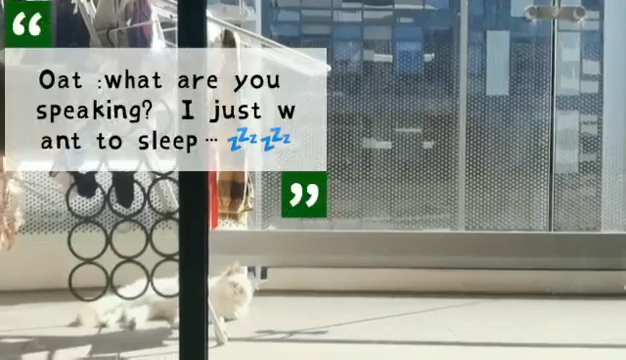 “
Oat :what are you
speaking? I just w
ant to sleep… 💤💤
”